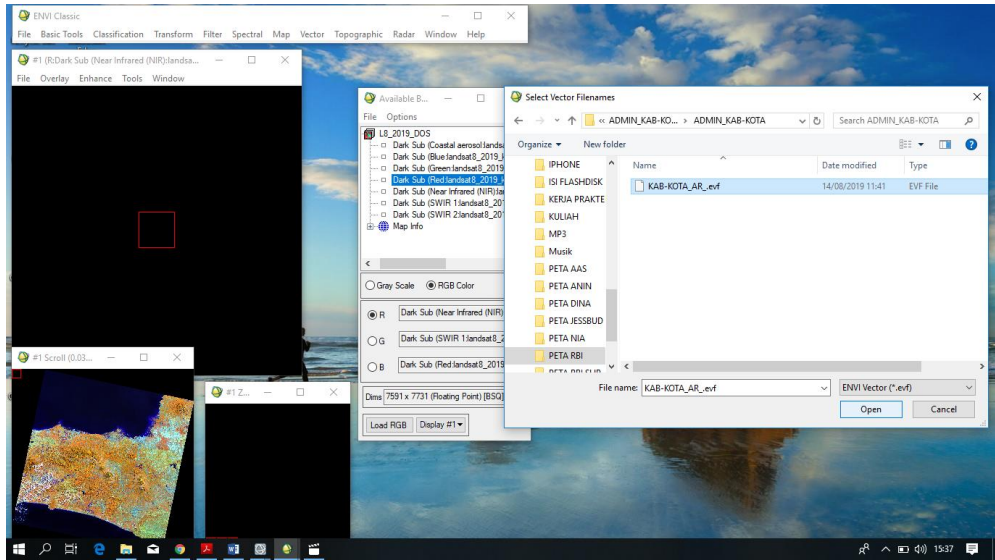 ENVI Classic
File Basic Tools Classification Transform Filter Spectral Map Vector Topographic Radar Window Help
#1 (R:Dark Sub (Near Infrared (NIR):landsa...
File Overlay Enhance Tools Window
Available B...
File Options
L8_2019_DOS
Dark Sub (Coastal aerosol:lands
Dark Sub (Blue:landsat8_2019_
Dark Sub (Green:landsat8_2019
Dark Sub (Red:landsat8_2019_
Dark Sub (Near Infrared (NIR):la
Dark Sub (SWIR 1:landsat8_20
Dark Sub (SWIR 2:landsat8_20
Map Info
Gray Scale RGB Color
R Dark Sub (Near Infrared (NIR)
G Dark Sub (SWIR 1:landsat8_2
B Dark Sub (Red:landsat8_2019
Dims 7591 x 7731 (Floating Point) [BSQ]
Load RGB Display #1
#1 Scroll (0.03...
#1 Z...
Select Vector Filenames
« ADMIN_KAB-KO... > ADMIN_KAB-KOTA
Search ADMIN_KAB-KOTA
Organize New folder
Name Date modified Type
KAB-KOTA_AR_.evf 14/08/2019 11:41 EVF File
IPHONE
ISI FLASHDISK
KERJA PRAKTE
KULIAH
MP3
Musik
PETA AAS
PETA ANIN
PETA DINA
PETA JESSBUD
PETA NIA
PETA RBI
File name: KAB-KOTA_AR_.evf ENVI Vector (*.evf)
Open Cancel
15:37